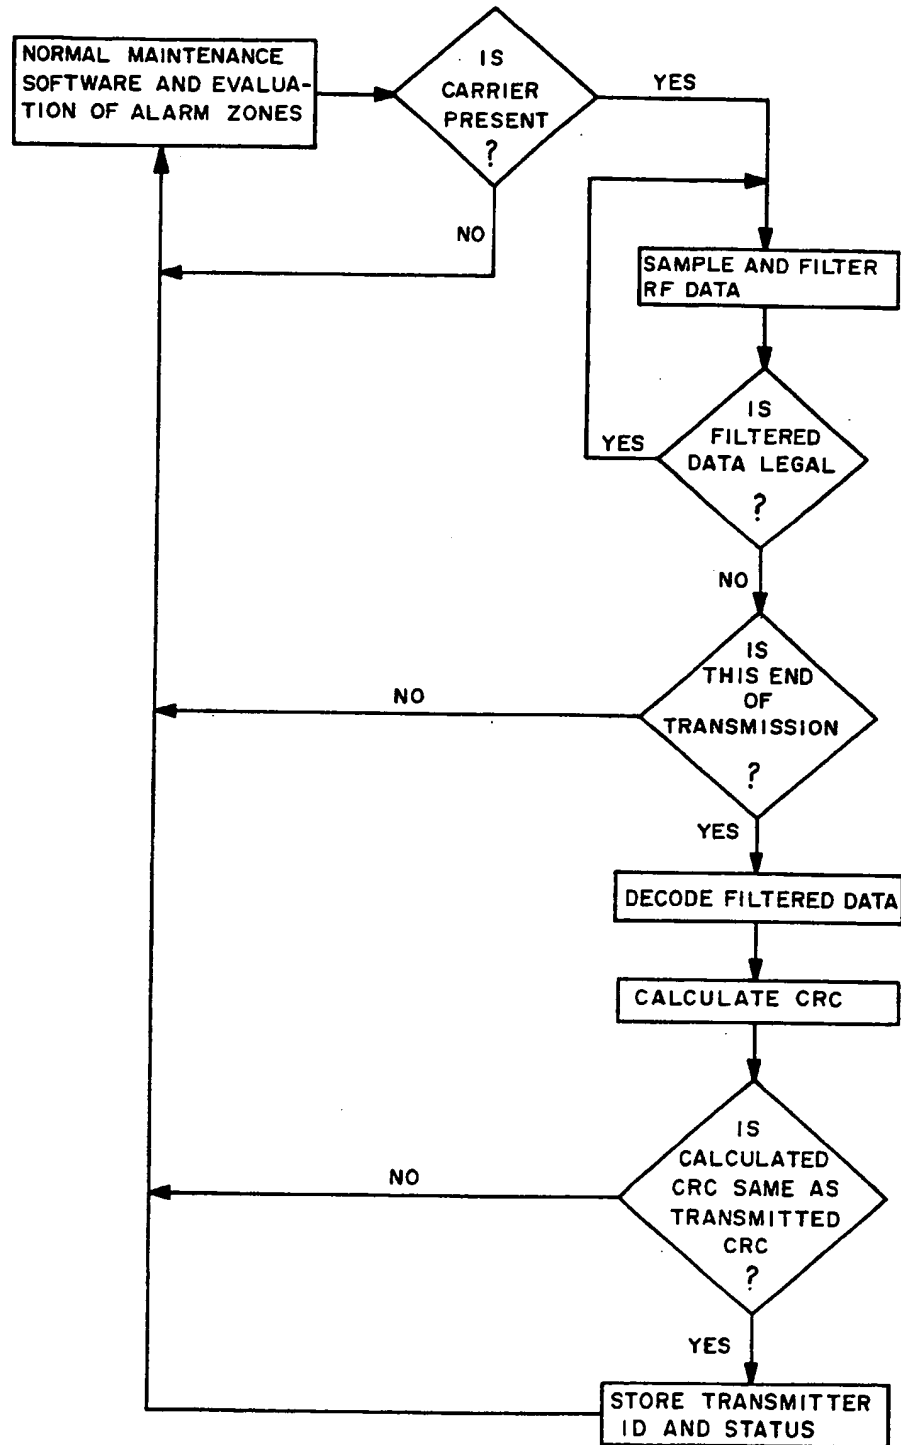 NORMAL MAINTENANCE
SOFTWARE AND EVALUA-
TION OF ALARM ZONES
IS
CARRIER
PRESENT
?
YES
NO
SAMPLE AND FILTER
RF DATA
IS
FILTERED
DATA LEGAL
?
YES
NO
IS
THIS END
OF
TRANSMISSION
?
NO
YES
DECODE FILTERED DATA
CALCULATE CRC
IS
CALCULATED
CRC SAME AS
TRANSMITTED
CRC
?
NO
YES
STORE TRANSMITTER
ID AND STATUS